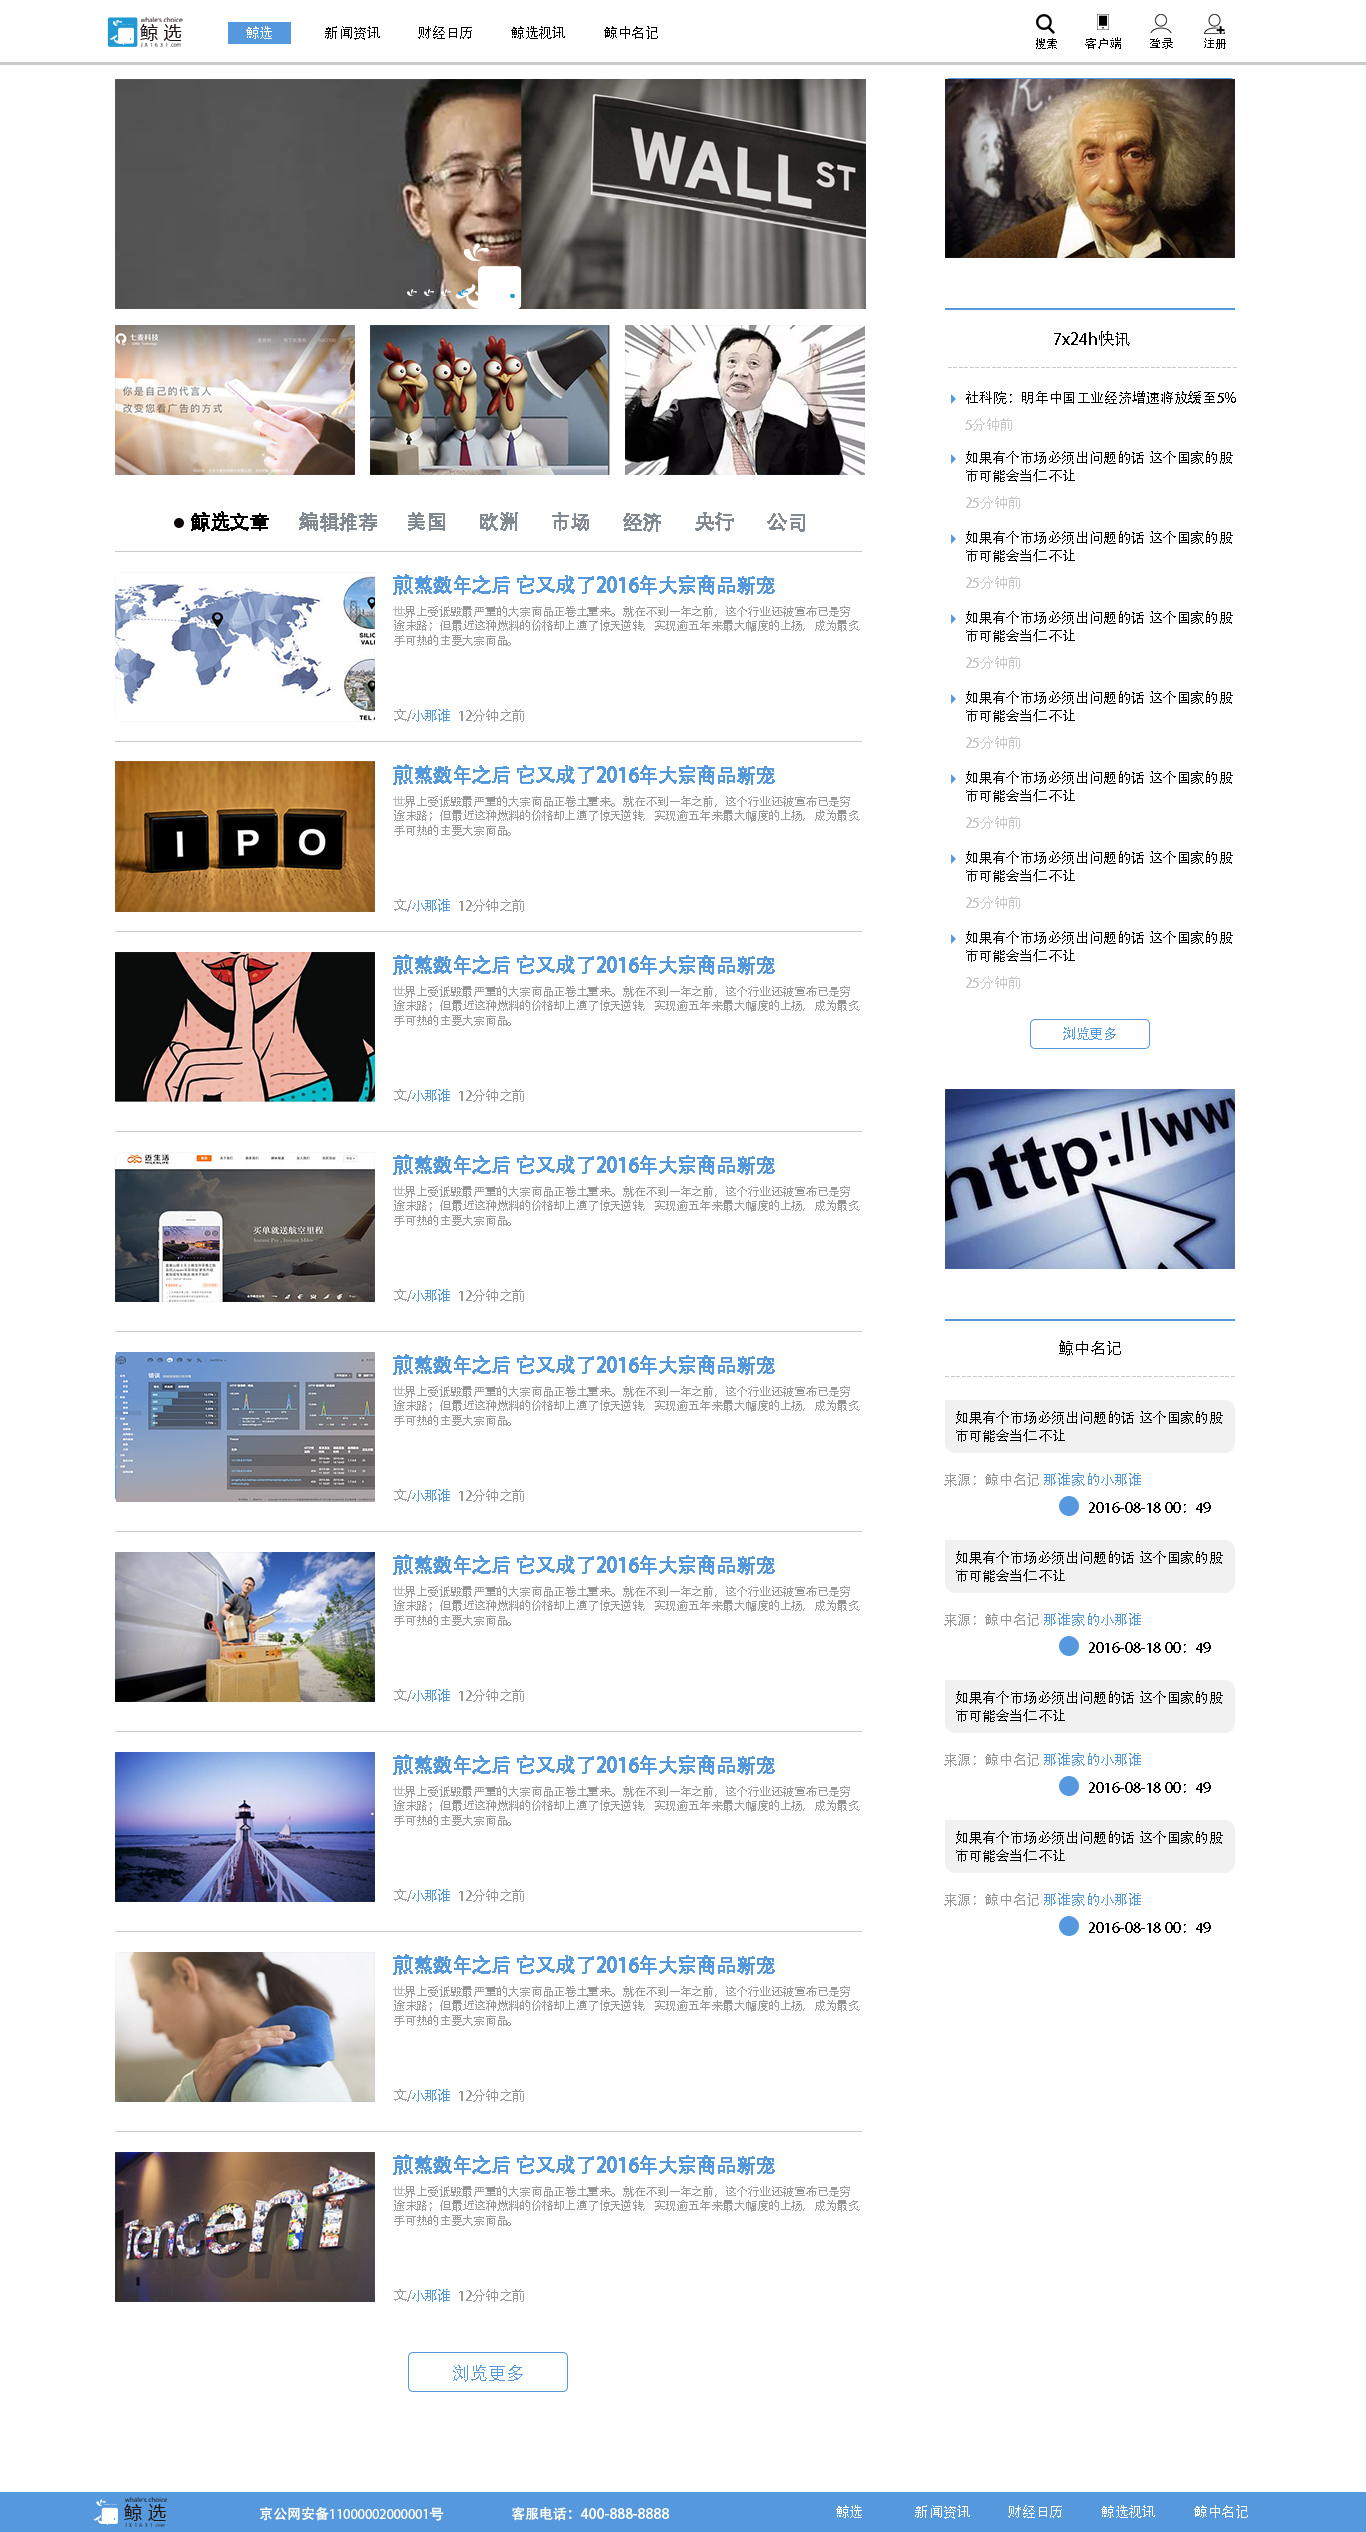 whale's choice
鲸选
JX1631.com
鲸选
新闻资讯
财经日历
鲸选视讯
鲸中名记
搜索
客户端
登录
注册
WALL ST
七麦科技
你是自己的代言人
改变您看广告的方式
鲸选文章
编辑推荐
美国
欧洲
市场
经济
央行
公司
煎熬数年之后 它又成了2016年大宗商品新宠
世界上受诋毁最严重的大宗商品正卷土重来。就在不到一年之前，这个行业还被宣布已是穷
途末路；但最近这种燃料的价格却上演了惊天逆转，实现逾五年来最大幅度的上扬，成为最炙
手可热的主要大宗商品。
文/小那谁 12分钟之前
I P O
煎熬数年之后 它又成了2016年大宗商品新宠
世界上受诋毁最严重的大宗商品正卷土重来。就在不到一年之前，这个行业还被宣布已是穷
途末路；但最近这种燃料的价格却上演了惊天逆转，实现逾五年来最大幅度的上扬，成为最炙
手可热的主要大宗商品。
文/小那谁 12分钟之前
煎熬数年之后 它又成了2016年大宗商品新宠
世界上受诋毁最严重的大宗商品正卷土重来。就在不到一年之前，这个行业还被宣布已是穷
途末路；但最近这种燃料的价格却上演了惊天逆转，实现逾五年来最大幅度的上扬，成为最炙
手可热的主要大宗商品。
文/小那谁 12分钟之前
迈生活
买单就送航空里程
Instant Pay , Instant Miles
煎熬数年之后 它又成了2016年大宗商品新宠
世界上受诋毁最严重的大宗商品正卷土重来。就在不到一年之前，这个行业还被宣布已是穷
途末路；但最近这种燃料的价格却上演了惊天逆转，实现逾五年来最大幅度的上扬，成为最炙
手可热的主要大宗商品。
文/小那谁 12分钟之前
错误
煎熬数年之后 它又成了2016年大宗商品新宠
世界上受诋毁最严重的大宗商品正卷土重来。就在不到一年之前，这个行业还被宣布已是穷
途末路；但最近这种燃料的价格却上演了惊天逆转，实现逾五年来最大幅度的上扬，成为最炙
手可热的主要大宗商品。
文/小那谁 12分钟之前
煎熬数年之后 它又成了2016年大宗商品新宠
世界上受诋毁最严重的大宗商品正卷土重来。就在不到一年之前，这个行业还被宣布已是穷
途末路；但最近这种燃料的价格却上演了惊天逆转，实现逾五年来最大幅度的上扬，成为最炙
手可热的主要大宗商品。
文/小那谁 12分钟之前
煎熬数年之后 它又成了2016年大宗商品新宠
世界上受诋毁最严重的大宗商品正卷土重来。就在不到一年之前，这个行业还被宣布已是穷
途末路；但最近这种燃料的价格却上演了惊天逆转，实现逾五年来最大幅度的上扬，成为最炙
手可热的主要大宗商品。
文/小那谁 12分钟之前
煎熬数年之后 它又成了2016年大宗商品新宠
世界上受诋毁最严重的大宗商品正卷土重来。就在不到一年之前，这个行业还被宣布已是穷
途末路；但最近这种燃料的价格却上演了惊天逆转，实现逾五年来最大幅度的上扬，成为最炙
手可热的主要大宗商品。
文/小那谁 12分钟之前
Tencent
煎熬数年之后 它又成了2016年大宗商品新宠
世界上受诋毁最严重的大宗商品正卷土重来。就在不到一年之前，这个行业还被宣布已是穷
途末路；但最近这种燃料的价格却上演了惊天逆转，实现逾五年来最大幅度的上扬，成为最炙
手可热的主要大宗商品。
文/小那谁 12分钟之前
浏览更多
7x24h快讯
社科院：明年中国工业经济增速将放缓至5%
5分钟前
如果有个市场必须出问题的话 这个国家的股
市可能会当仁不让
25分钟前
如果有个市场必须出问题的话 这个国家的股
市可能会当仁不让
25分钟前
如果有个市场必须出问题的话 这个国家的股
市可能会当仁不让
25分钟前
如果有个市场必须出问题的话 这个国家的股
市可能会当仁不让
25分钟前
如果有个市场必须出问题的话 这个国家的股
市可能会当仁不让
25分钟前
如果有个市场必须出问题的话 这个国家的股
市可能会当仁不让
25分钟前
如果有个市场必须出问题的话 这个国家的股
市可能会当仁不让
25分钟前
浏览更多
http://www
鲸中名记
如果有个市场必须出问题的话 这个国家的股
市可能会当仁不让
来源：鲸中名记 那谁家的小那谁
2016-08-18 00：49
如果有个市场必须出问题的话 这个国家的股
市可能会当仁不让
来源：鲸中名记 那谁家的小那谁
2016-08-18 00：49
如果有个市场必须出问题的话 这个国家的股
市可能会当仁不让
来源：鲸中名记 那谁家的小那谁
2016-08-18 00：49
如果有个市场必须出问题的话 这个国家的股
市可能会当仁不让
来源：鲸中名记 那谁家的小那谁
2016-08-18 00：49
whale's choice
鲸选
JX1631.com
京公网安备11000002000001号
客服电话：400-888-8888
鲸选
新闻资讯
财经日历
鲸选视讯
鲸中名记